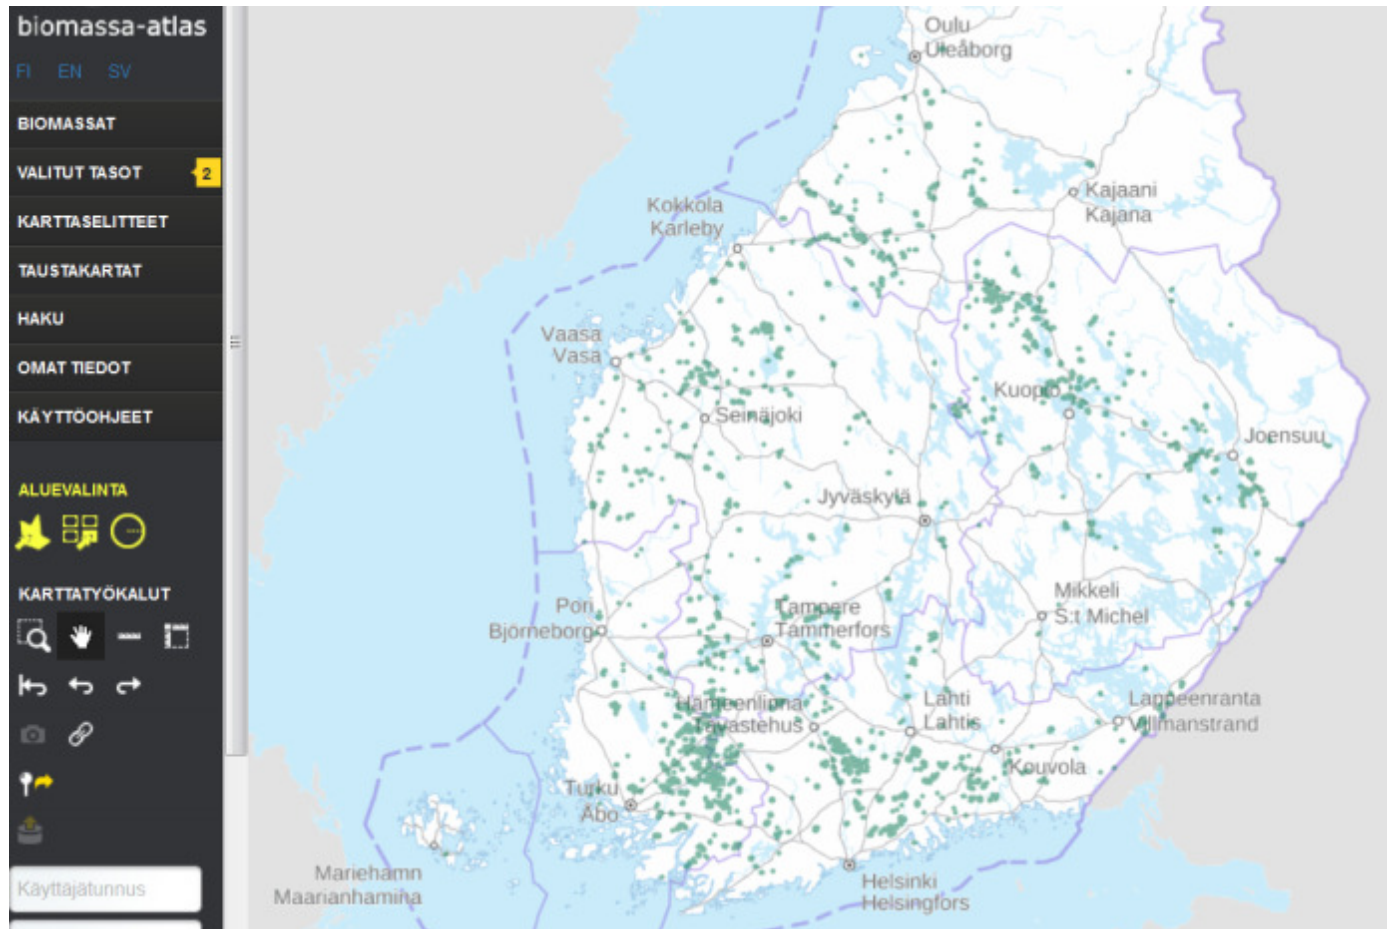 biomassa-atlas
FI EN SV
BIOMASSAT
VALITUT TASOT 2
KARTTASELITTEET
TAUSTAKARTAT
HAKU
OMAT TIEDOT
KÄYTTÖOHJEET
ALUEVALINTA
KARTTATYÖKALUT
Käyttäjätunnus
Oulu
Uleåborg
Kajaani
Kajana
Kokkola
Karleby
Vaasa
Vasa
Seinäjoki
Kuopio
Joensuu
Jyväskylä
Mikkeli
S:t Michel
Pori
Björneborg
Tampere
Tammerfors
Hämeenlinna
Tavastehus
Lahti
Lahtis
Lappeenranta
Villmanstrand
Kouvola
Turku
Åbo
Mariehamn
Maarianhamina
Helsinki
Helsingfors